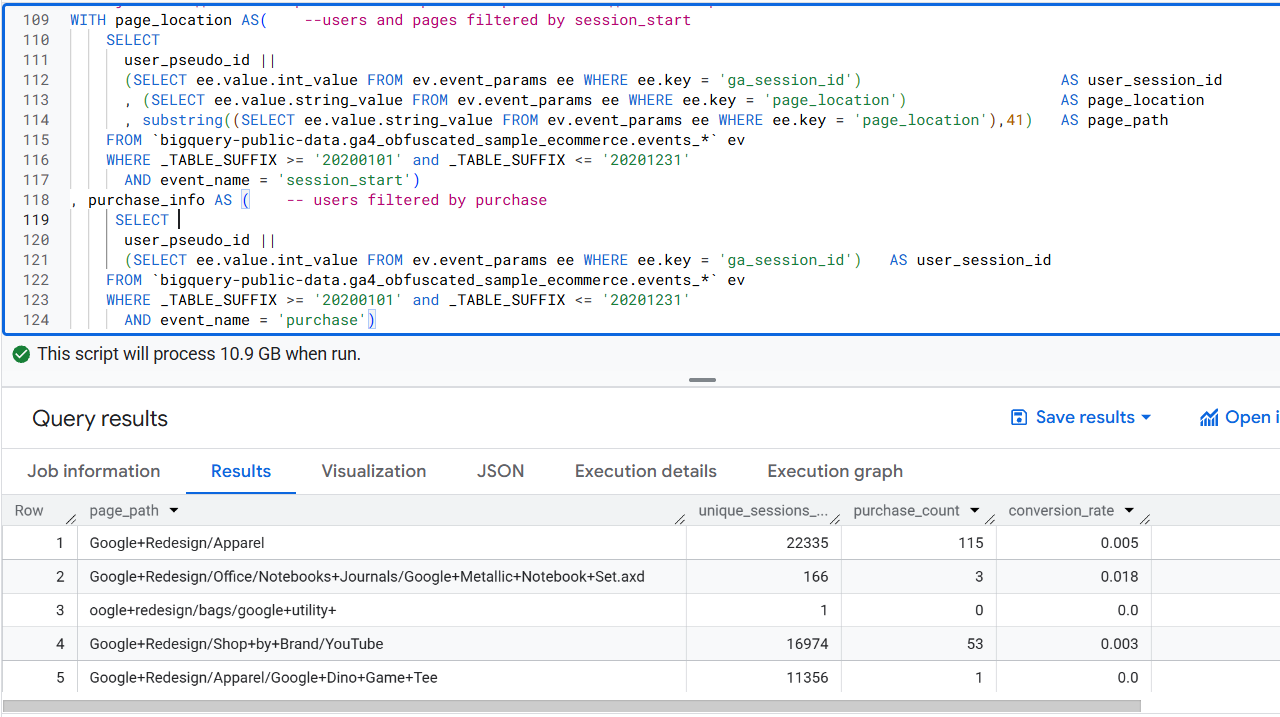 109 WITH page_location AS( --users and pages filtered by session_start
110 SELECT
111 user_pseudo_id ||
112 (SELECT ee.value.int_value FROM ev.event_params ee WHERE ee.key = 'ga_session_id') AS user_session_id
113 , (SELECT ee.value.string_value FROM ev.event_params ee WHERE ee.key = 'page_location') AS page_location
114 , substring((SELECT ee.value.string_value FROM ev.event_params ee WHERE ee.key = 'page_location'),41) AS page_path
115 FROM `bigquery-public-data.ga4_obfuscated_sample_ecommerce.events_*` ev
116 WHERE _TABLE_SUFFIX >= '20200101' and _TABLE_SUFFIX <= '20201231'
117 AND event_name = 'session_start')
118 , purchase_info AS ( -- users filtered by purchase
119 SELECT
120 user_pseudo_id ||
121 (SELECT ee.value.int_value FROM ev.event_params ee WHERE ee.key = 'ga_session_id') AS user_session_id
122 FROM `bigquery-public-data.ga4_obfuscated_sample_ecommerce.events_*` ev
123 WHERE _TABLE_SUFFIX >= '20200101' and _TABLE_SUFFIX <= '20201231'
124 AND event_name = 'purchase')
This script will process 10.9 GB when run.
Query results Save results Open i
Job information Results Visualization JSON Execution details Execution graph
Row page_path unique_sessions_... purchase_count conversion_rate
1 Google+Redesign/Apparel 22335 115 0.005
2 Google+Redesign/Office/Notebooks+Journals/Google+Metallic+Notebook+Set.axd 166 3 0.018
3 oogle+redesign/bags/google+utility+ 1 0 0.0
4 Google+Redesign/Shop+by+Brand/YouTube 16974 53 0.003
5 Google+Redesign/Apparel/Google+Dino+Game+Tee 11356 1 0.0